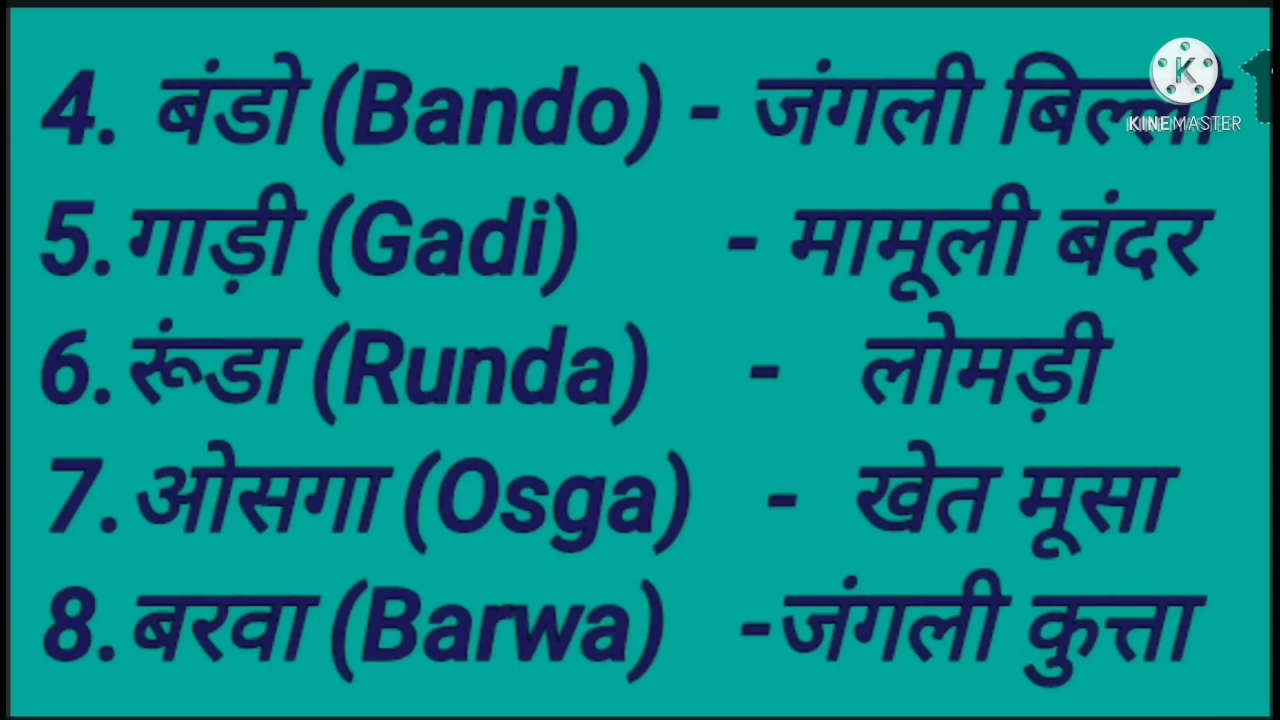 4. बंडो (Bando) - जंगली बिल्ला
5. गाड़ी (Gadi) - मामूली बंदर
6. रूंडा (Runda) - लोमड़ी
7. ओसगा (Osga) - खेत मूसा
8. बरवा (Barwa) -जंगली कुत्ता
K
KINEMASTER